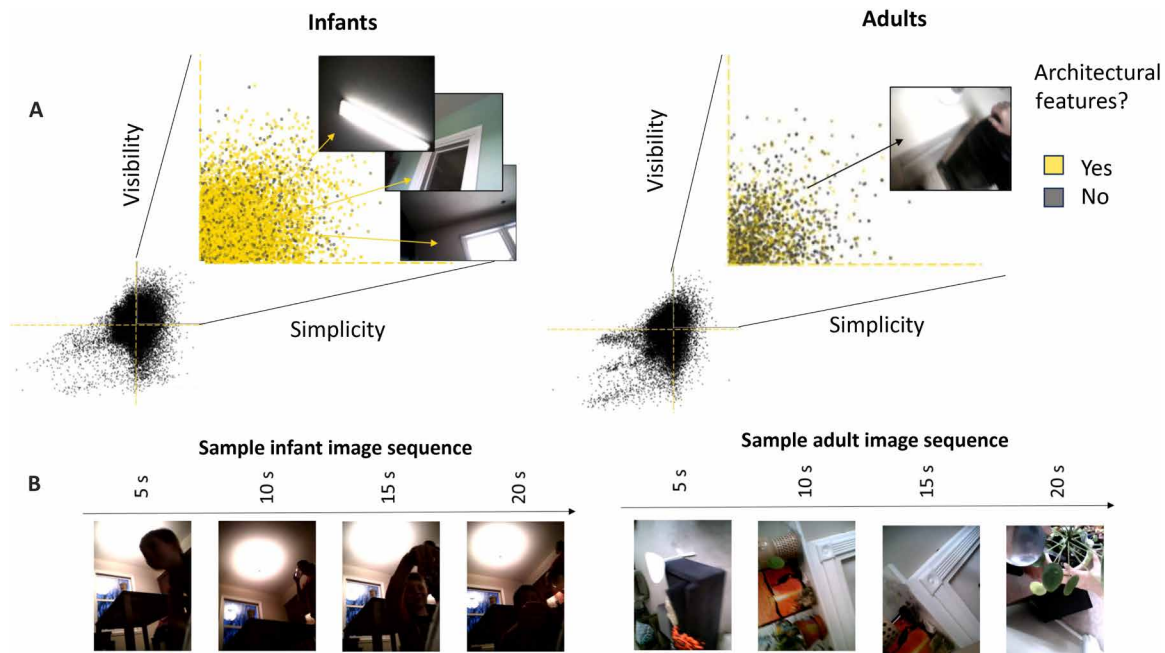 Infants
Adults
A
Visibility
Simplicity
Visibility
Simplicity
Architectural
features?
Yes
No
Sample infant image sequence
Sample adult image sequence
B
5 s
10 s
15 s
20 s
5 s
10 s
15 s
20 s